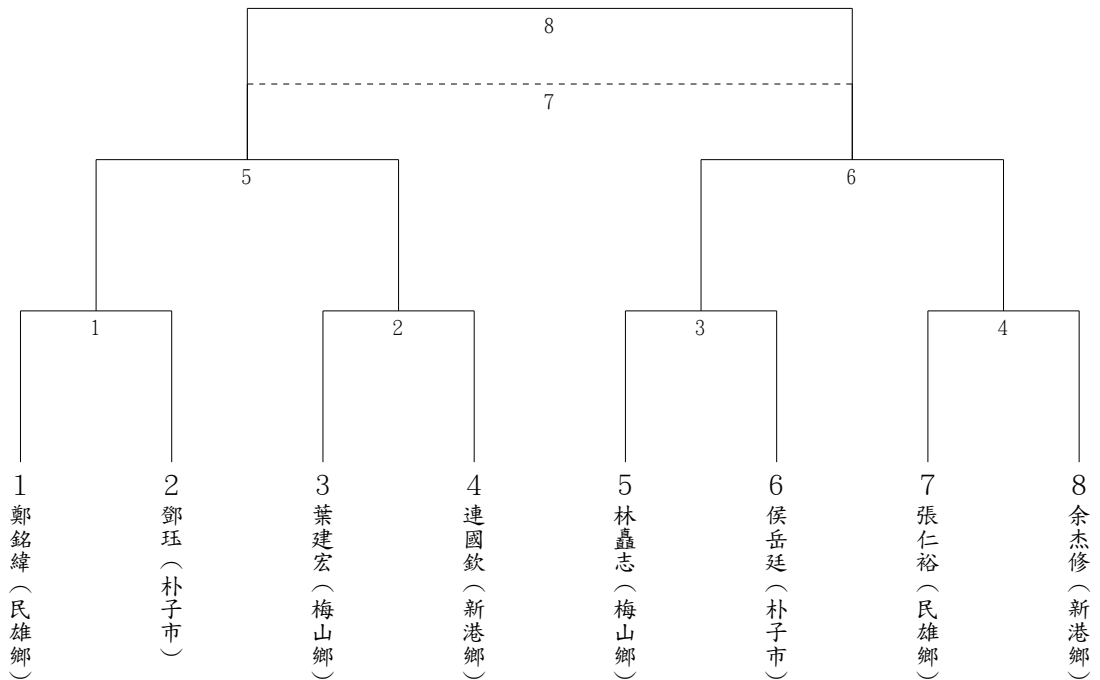 8
7
5
6
1
2
3
4
1
鄭銘緯（民雄鄉）
2
鄧珏（朴子市）
3
葉建宏（梅山鄉）
4
連國欽（新港鄉）
5
林矗志（梅山鄉）
6
侯岳廷（朴子市）
7
張仁裕（民雄鄉）
8
余杰修（新港鄉）